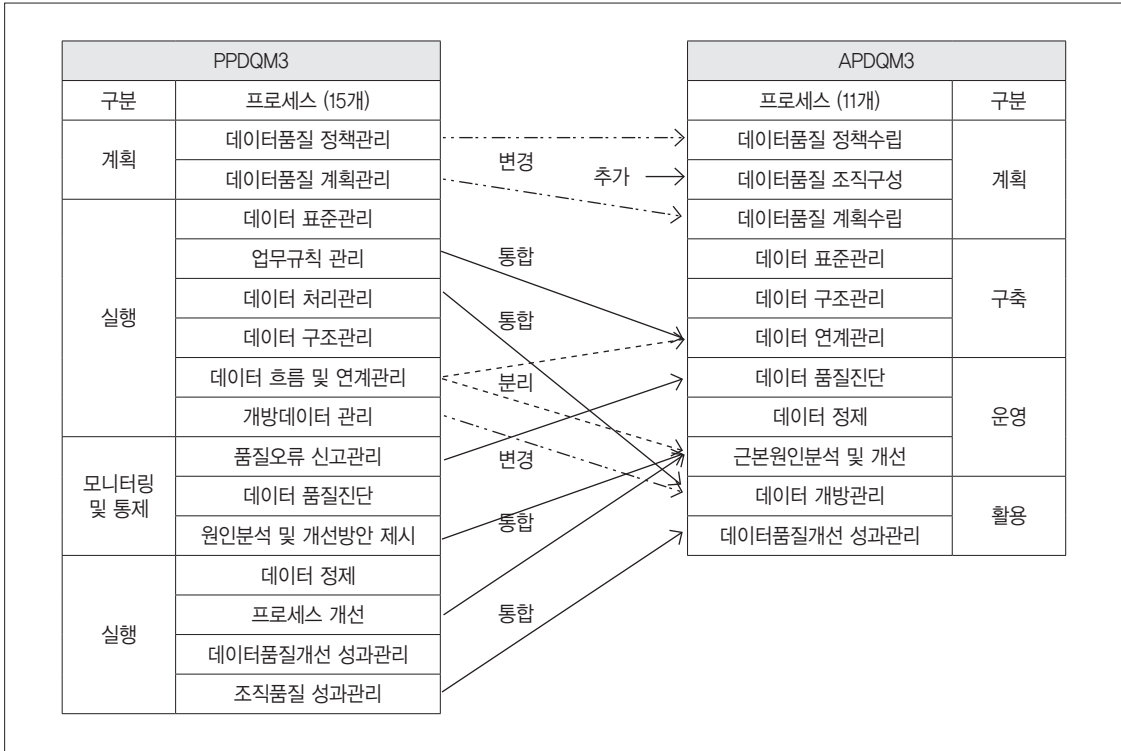 PPDQM3
구분 프로세스 (15개)
계획
데이터품질 정책관리
데이터품질 계획관리
실행
데이터 표준관리
업무규칙 관리
데이터 처리관리
데이터 구조관리
데이터 흐름 및 연계관리
개방데이터 관리
모니터링
및 통제
품질오류 신고관리
데이터 품질진단
원인분석 및 개선방안 제시
실행
데이터 정제
프로세스 개선
데이터품질개선 성과관리
조직품질 성과관리
변경
추가
통합
통합
분리
변경
통합
통합
APDQM3
프로세스 (11개) 구분
데이터품질 정책수립
데이터품질 조직구성
데이터품질 계획수립
계획
데이터 표준관리
데이터 구조관리
데이터 연계관리
구축
데이터 품질진단
데이터 정제
근본원인분석 및 개선
운영
데이터 개방관리
데이터품질개선 성과관리
활용